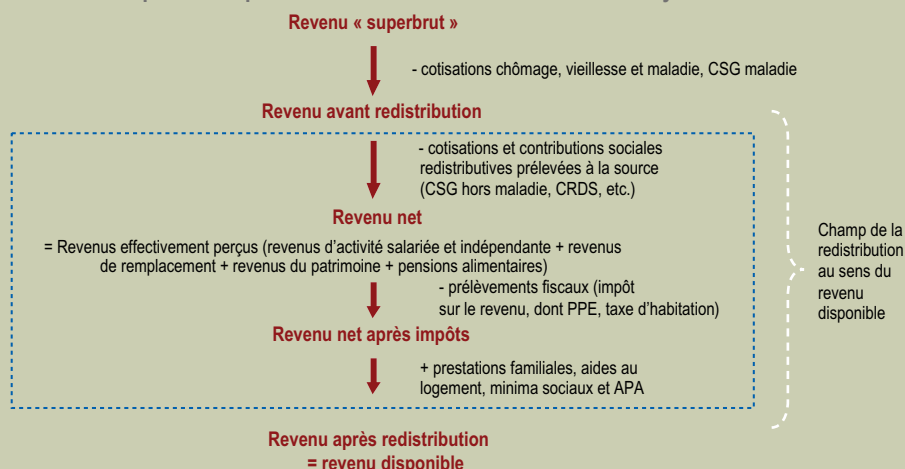 Revenu « superbrut »
- cotisations chômage, vieillesse et maladie, CSG maladie
Revenu avant redistribution
- cotisations et contributions sociales
redistributives prélevées à la source
(CSG hors maladie, CRDS, etc.)
Revenu net
= Revenus effectivement perçus (revenus d’activité salariée et indépendante + revenus
de remplacement + revenus du patrimoine + pensions alimentaires)
- prélèvements fiscaux (impôt
sur le revenu, dont PPE, taxe d’habitation)
Revenu net après impôts
+ prestations familiales, aides au
logement, minima sociaux et APA
Revenu après redistribution
= revenu disponible
Champ de la
redistribution
au sens du
revenu
disponible